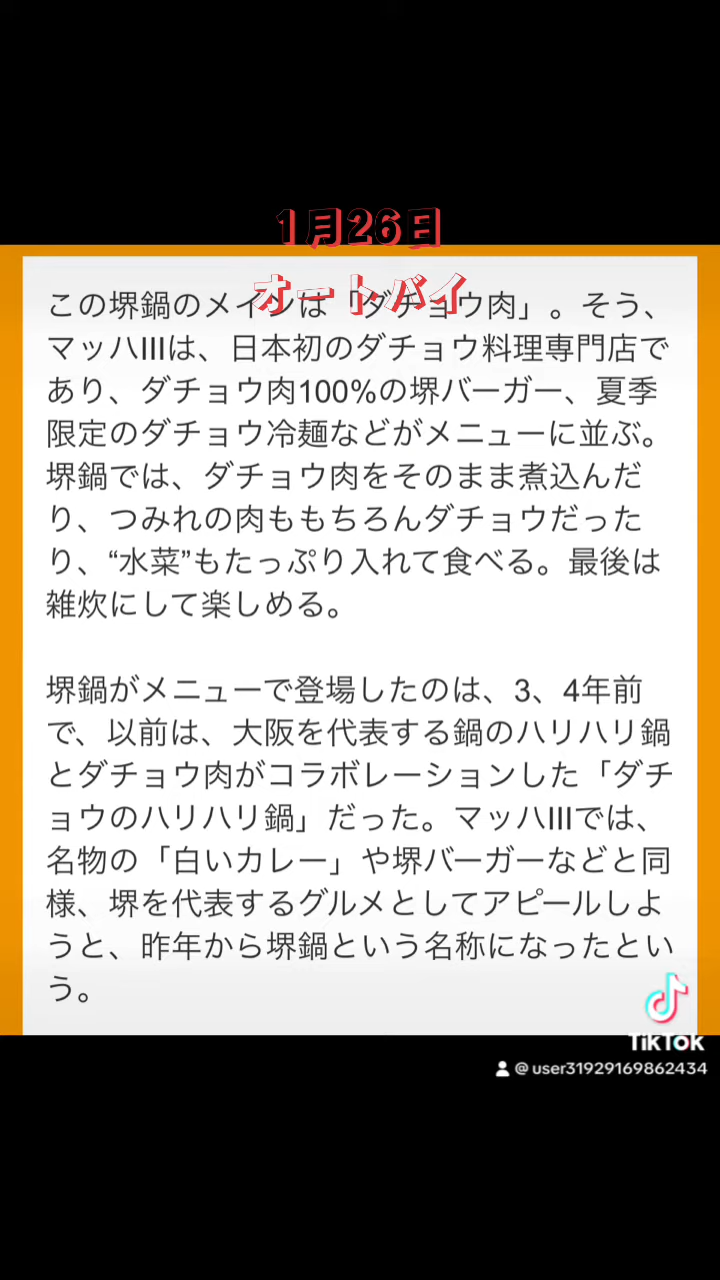 1月26日
オートバイ
この堺鍋のメインは「ダチョウ肉」。そう、
マッハIIIは、日本初のダチョウ料理専門店で
あり、ダチョウ肉100%の堺バーガー、夏季
限定のダチョウ冷麺などがメニューに並ぶ。
堺鍋では、ダチョウ肉をそのまま煮込んだ
り、つみれの肉ももちろんダチョウだった
り、“水菜”もたっぷり入れて食べる。最後は
雑炊にして楽しめる。
堺鍋がメニューで登場したのは、3、4年前
で、以前は、大阪を代表する鍋のハリハリ鍋
とダチョウ肉がコラボレーションした「ダチ
ョウのハリハリ鍋」だった。マッハIIIでは、
名物の「白いカレー」や堺バーガーなどと同
様、堺を代表するグルメとしてアピールしよ
うと、昨年から堺鍋という名称になったとい
う。
TikTok
@user31929169862434